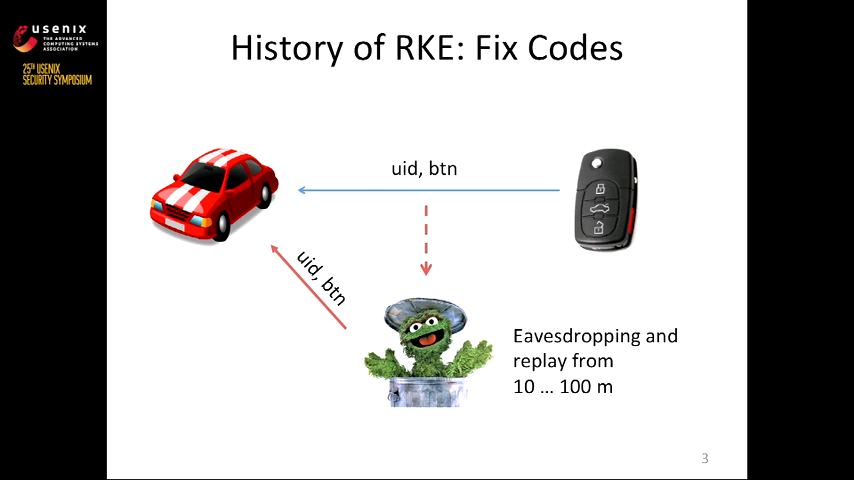 usenix
THE ADVANCED
COMPUTING SYSTEMS
ASSOCIATION
25TH USENIX
SECURITY SYMPOSIUM
History of RKE: Fix Codes
uid, btn
uid, btn
Eavesdropping and
replay from
10 ... 100 m
3